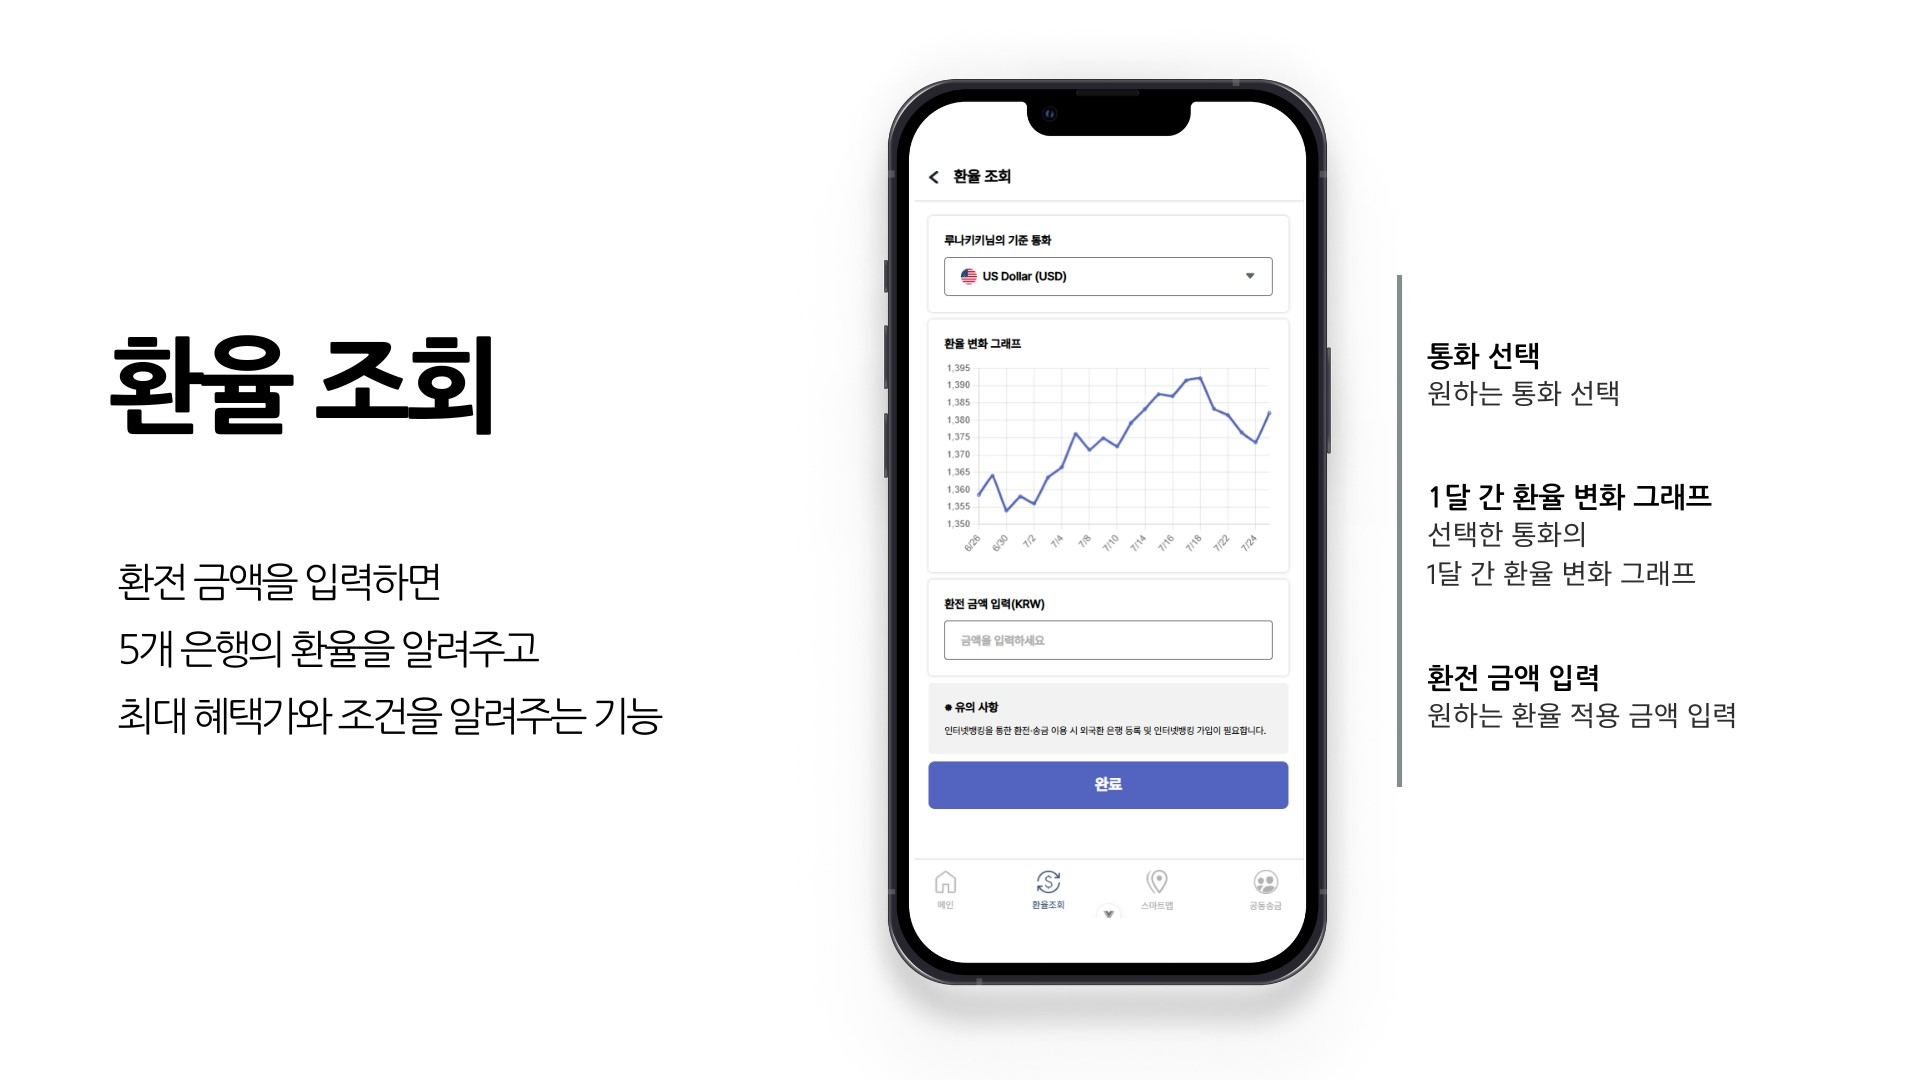 환율 조회
환전 금액을 입력하면
5개 은행의 환율을 알려주고
최대 혜택가와 조건을 알려주는 기능
환율 조회
루나키키님의 기준 통화
US Dollar (USD)
환율 변화 그래프
1,395
1,390
1,385
1,380
1,375
1,370
1,365
1,360
1,355
1,350
6/26 6/30 7/2 7/4 7/8 7/10 7/14 7/16 7/18 7/22 7/24
환전 금액 입력(KRW)
금액을 입력하세요
※ 유의 사항
인터넷뱅킹을 통한 환전·송금 이용 시 외국환 은행 등록 및 인터넷뱅킹 가입이 필요합니다.
완료
메인 환율조회 스마트맵 공동송금
통화 선택
원하는 통화 선택
1달 간 환율 변화 그래프
선택한 통화의
1달 간 환율 변화 그래프
환전 금액 입력
원하는 환율 적용 금액 입력